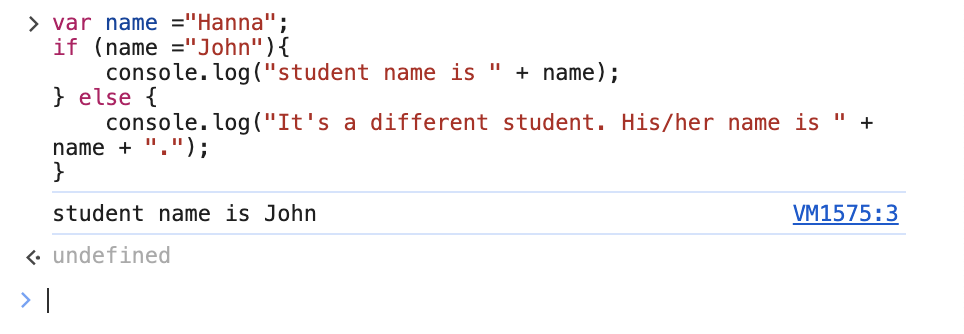 var name ="Hanna";
if (name ="John"){
    console.log("student name is " + name);
} else {
    console.log("It's a different student. His/her name is " +
name + ".");
}
student name is John VM1575:3
undefined